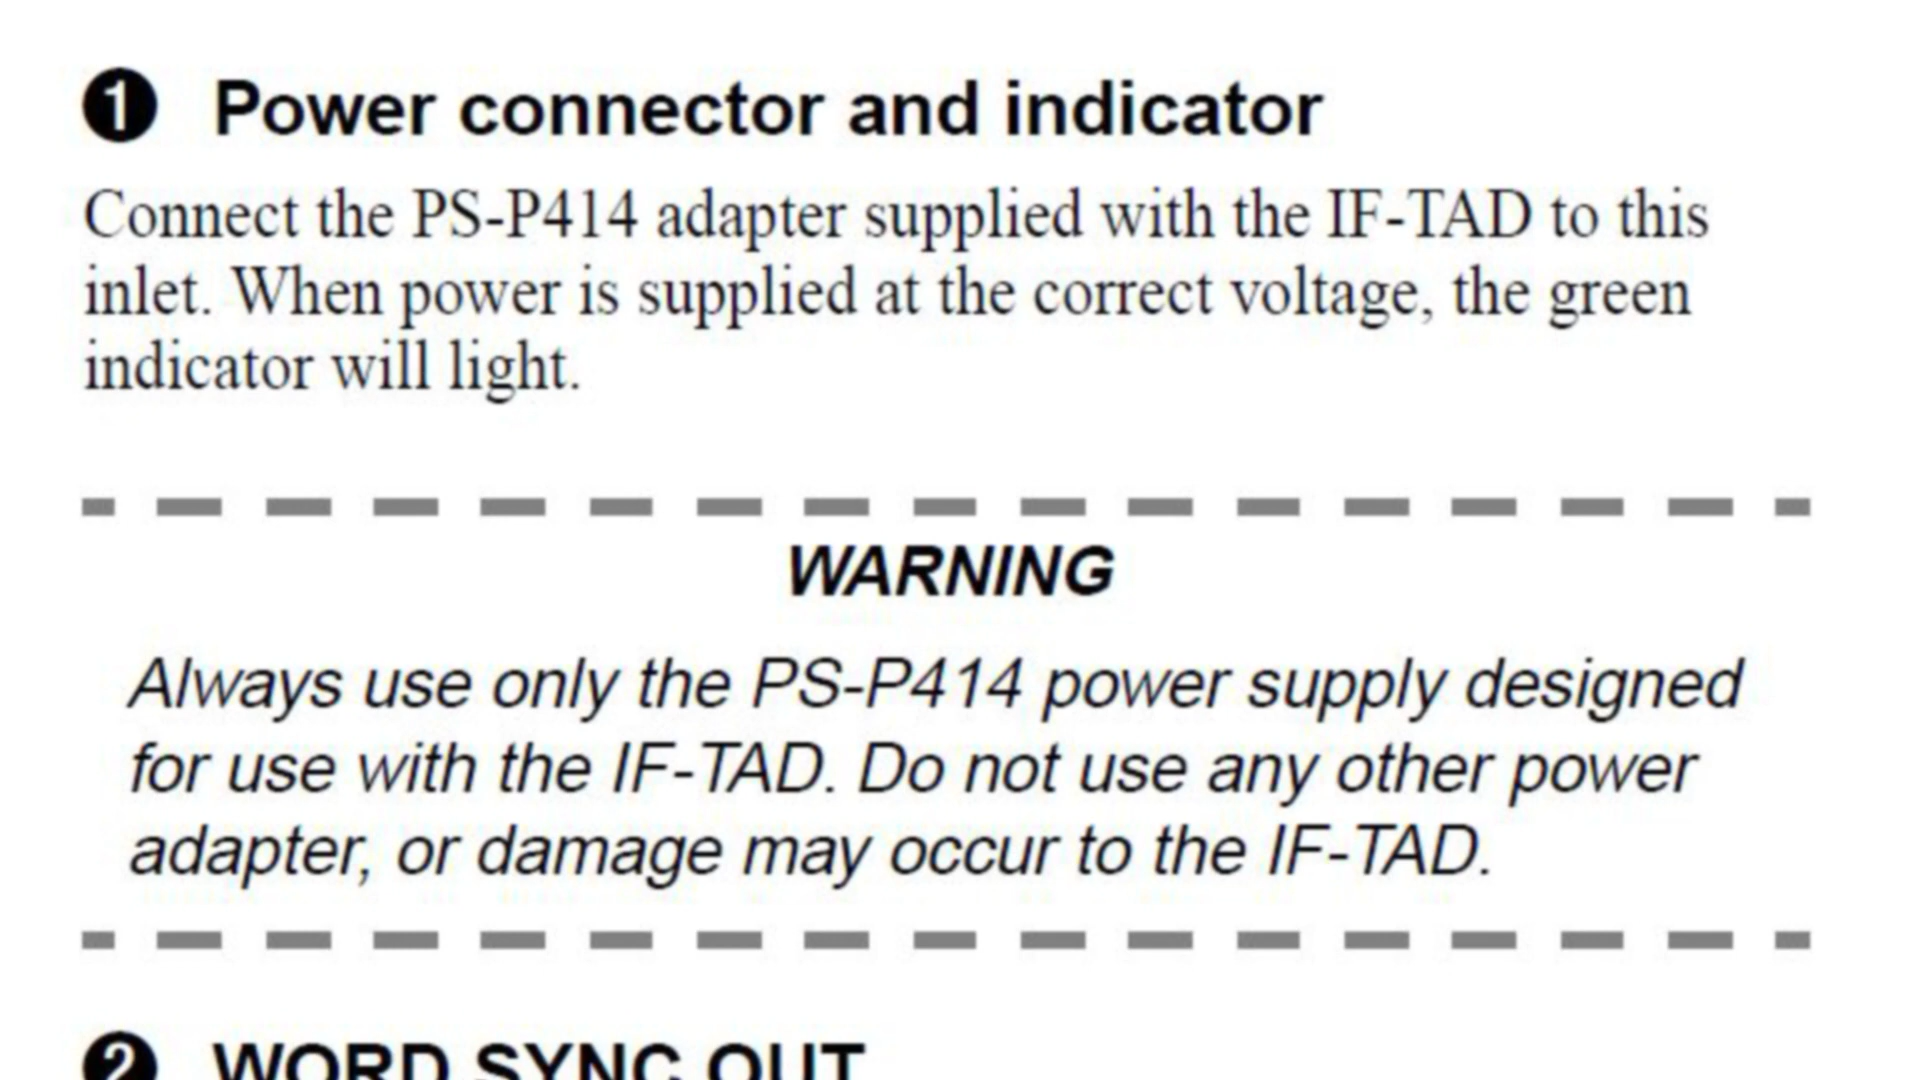 ❶ Power connector and indicator
Connect the PS-P414 adapter supplied with the IF-TAD to this
inlet. When power is supplied at the correct voltage, the green
indicator will light.
WARNING
Always use only the PS-P414 power supply designed
for use with the IF-TAD. Do not use any other power
adapter, or damage may occur to the IF-TAD.
❷ WORD SYNC OUT